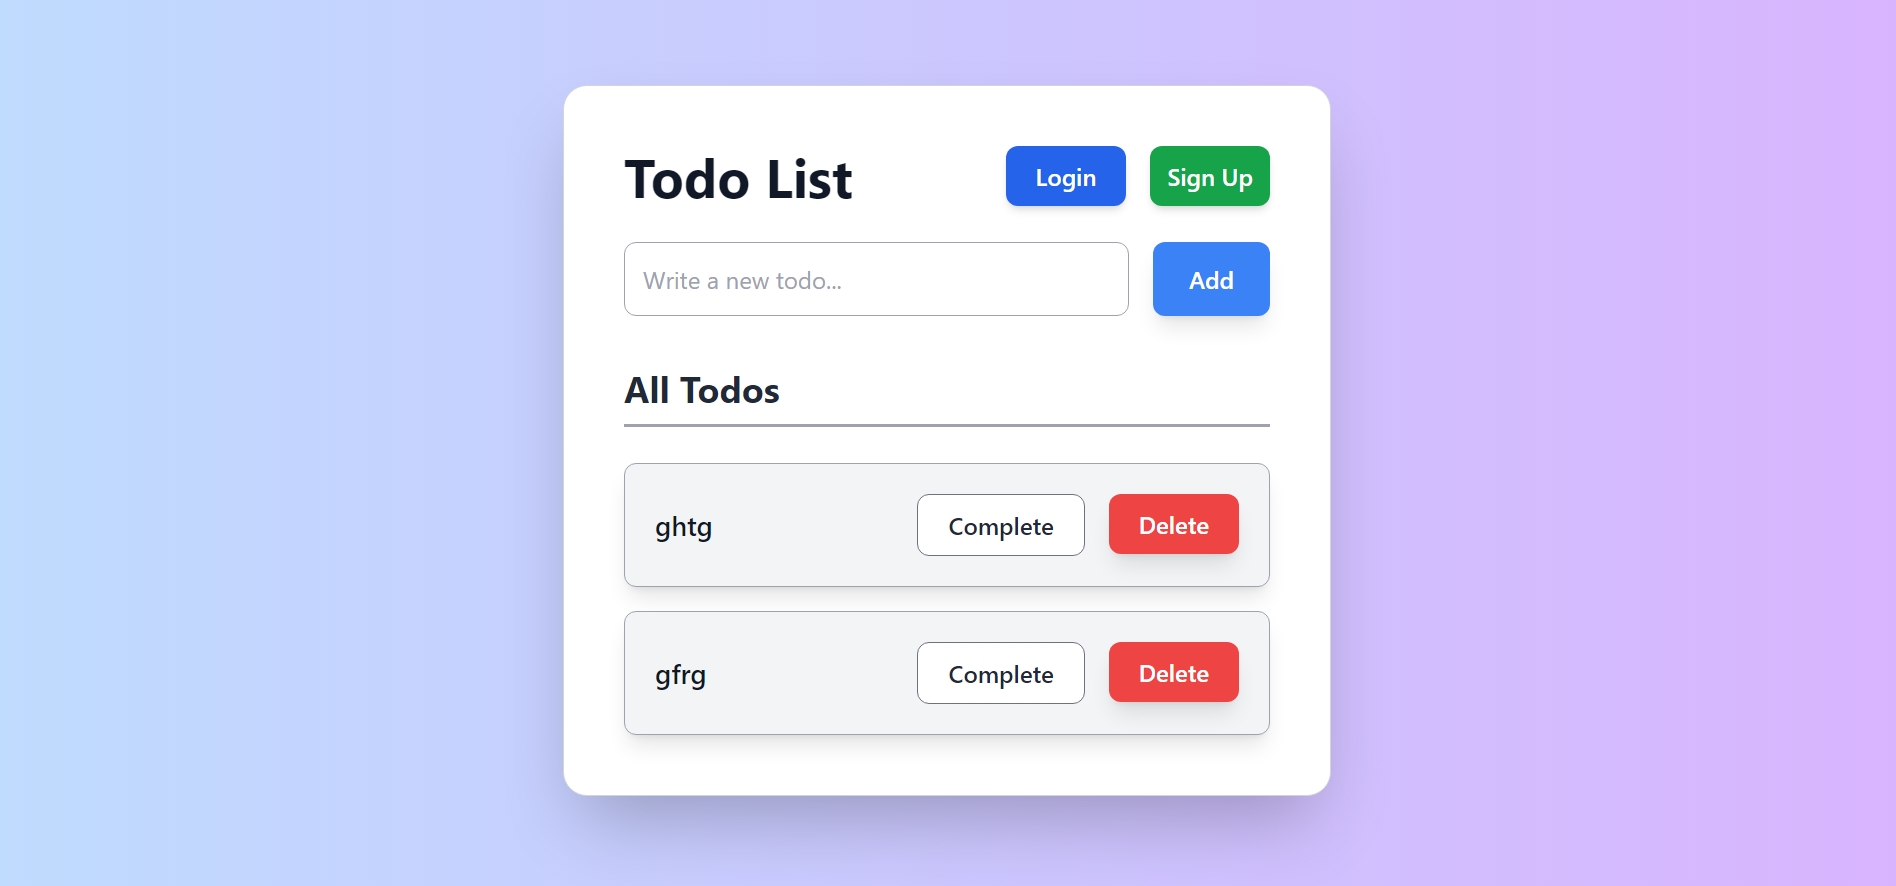 Todo List Login Sign Up
Write a new todo... Add
All Todos
ghtg Complete Delete
gfrg Complete Delete